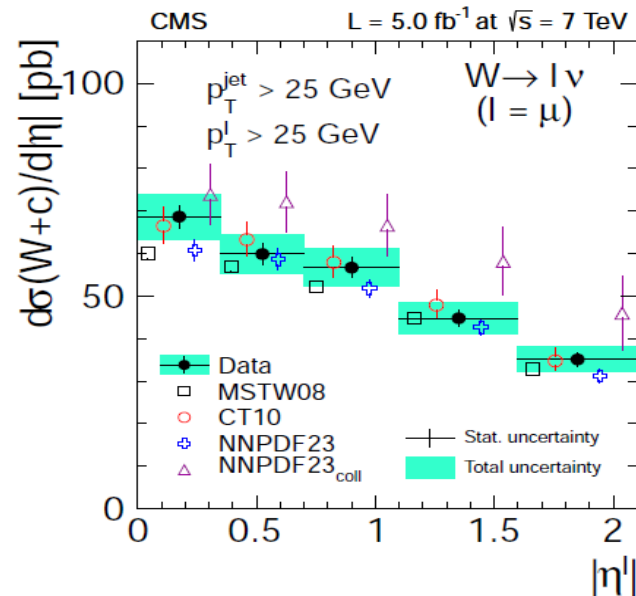 CMS L = 5.0 fb⁻¹ at √s = 7 TeV
dσ(W+c)/d|η| [pb]
100
50
0
p_T^jet > 25 GeV
p_T^l > 25 GeV
W → l ν
(l = μ)
Data
MSTW08
CT10
NNPDF23
NNPDF23_coll
Stat. uncertainty
Total uncertainty
0 0.5 1 1.5 2
|η^l|